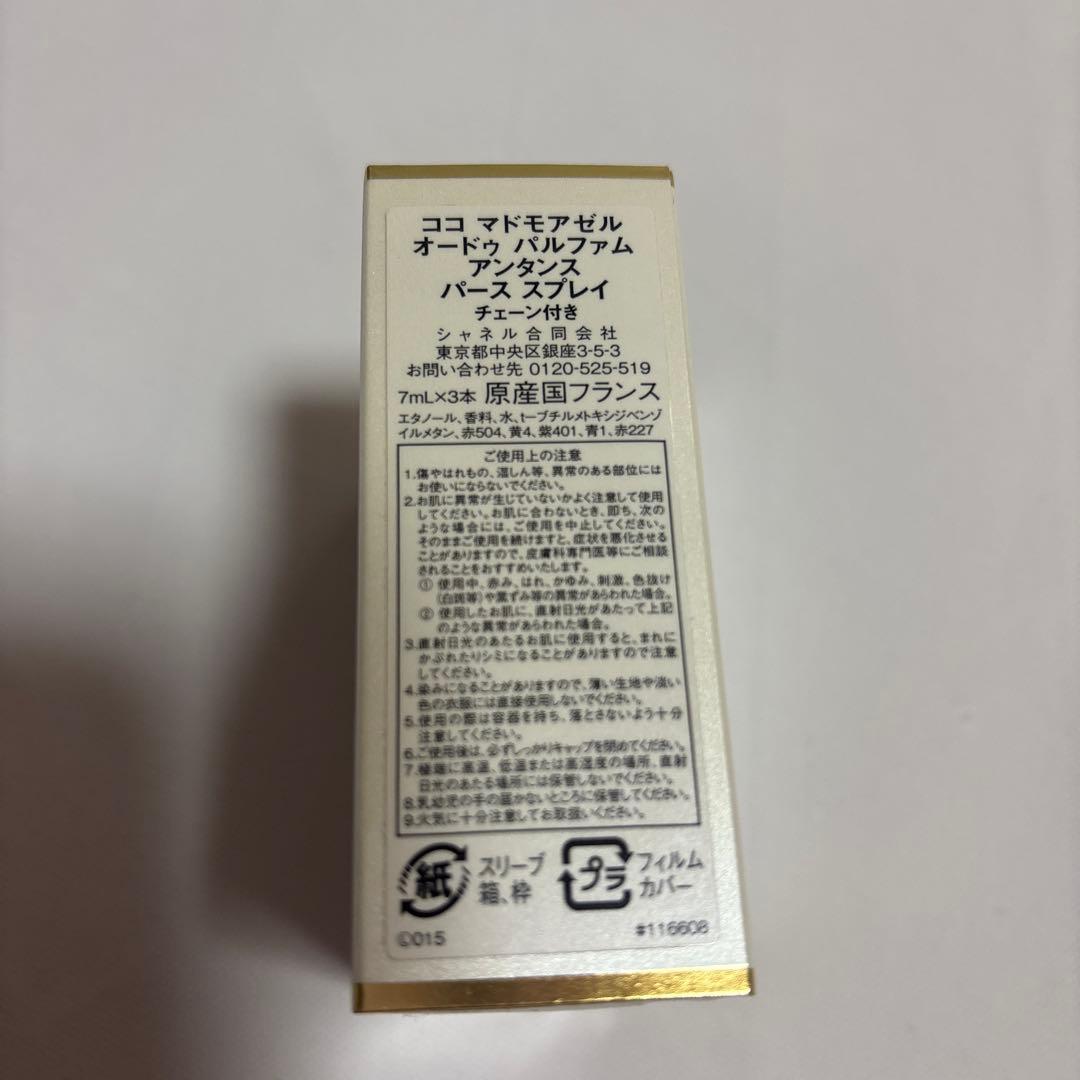 ココ マドモアゼル
オードゥ パルファム
アンタンス
パース スプレイ
チェーン付き
シャネル合同会社
東京都中央区銀座3-5-3
お問い合わせ先 0120-525-519
7mL×3本 原産国フランス
エタノール、香料、水、t-ブチルメトキシジベンゾ
イルメタン、赤504、黄4、紫401、青1、赤227
ご使用上の注意
1.傷やはれもの、湿しん等、異常のある部位には
お使いにならないでください。
2.お肌に異常が生じていないかよく注意して使用
してください。お肌に合わないとき、即ち、次の
ような場合には、ご使用を中止してください。
そのままご使用を続けますと、症状を悪化させる
ことがありますので、皮膚科専門医等にご相談
されることをおすすめいたします。
① 使用中、赤み、はれ、かゆみ、刺激、色抜け
(白斑等)や黒ずみ等の異常があらわれた場合。
② 使用したお肌に、直射日光があたって上記
のような異常があらわれた場合。
3.直射日光のあたるお肌に使用すると、まれに
かぶれたりシミになることがありますので注意
してください。
4.染みになることがありますので、薄い生地や淡い
色の衣服には直接使用しないでください。
5.使用の際は容器を持ち、落とさないよう十分
注意してください。
6.ご使用後は、必ずしっかりキャップを閉めてください。
7.極端に高温、低温または高湿度の場所、直射
日光のあたる場所には保管しないでください。
8.乳幼児の手の届かないところに保管してください。
9.火気に十分注意してお取扱いください。
紙 スリーブ プラ フィルム
箱、枠 カバー
©015 #116608